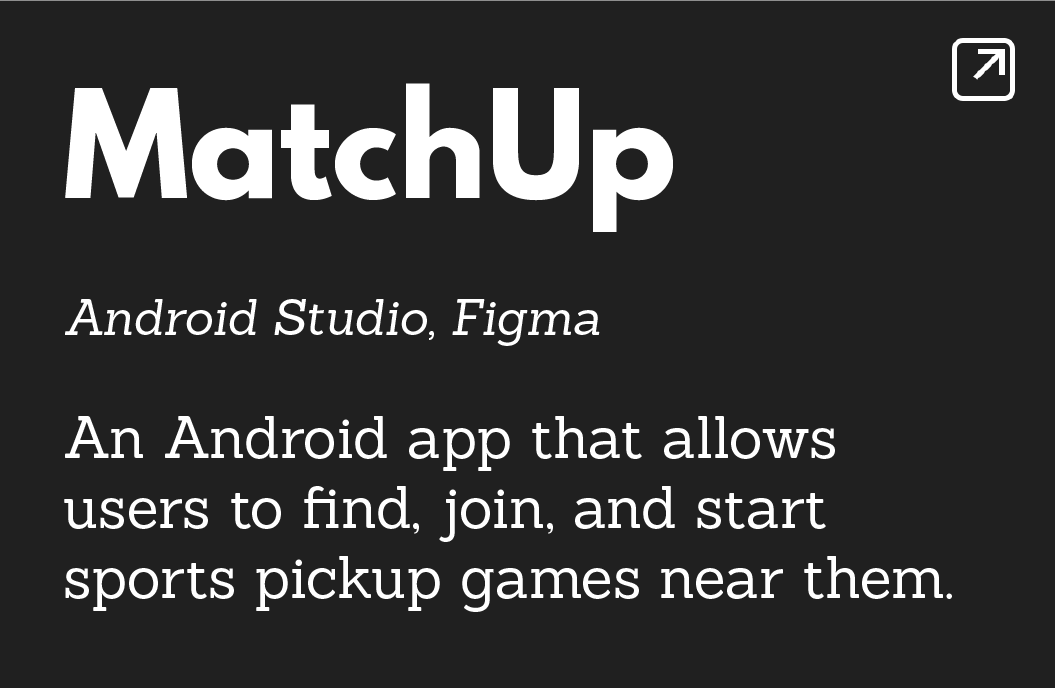 MatchUp
Android Studio, Figma
An Android app that allows
users to find, join, and start
sports pickup games near them.